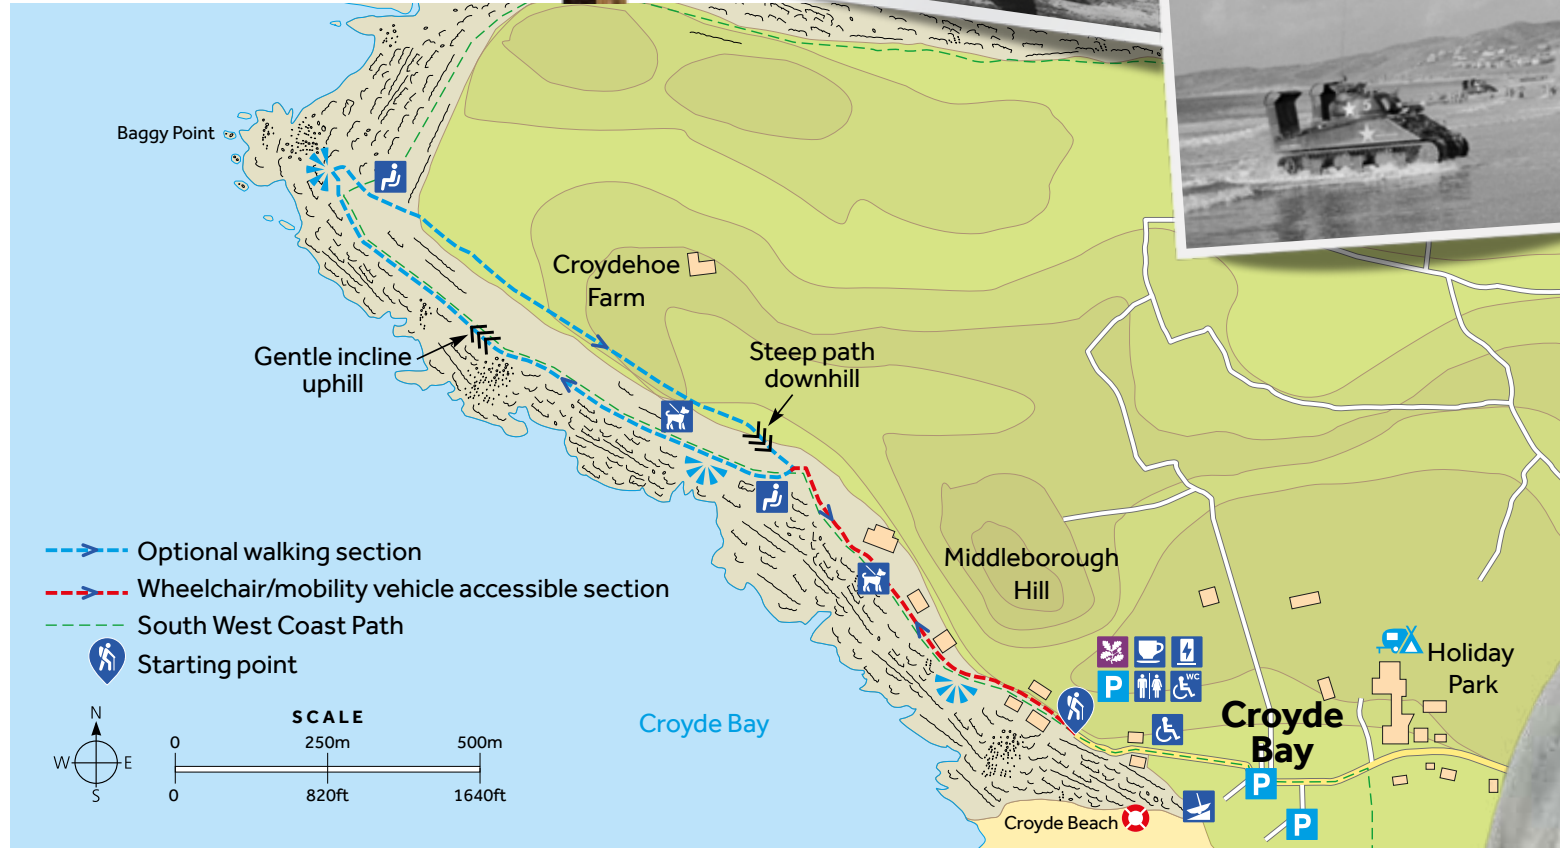 Baggy Point
Croydehoe
Farm
Gentle incline
uphill
Steep path
downhill
Middleborough
Hill
Optional walking section
Wheelchair/mobility vehicle accessible section
South West Coast Path
Starting point
N
W E
S
SCALE
0 250m 500m
0 820ft 1640ft
Croyde Bay
P
WC
Holiday
Park
Croyde
Bay
P
P
Croyde Beach